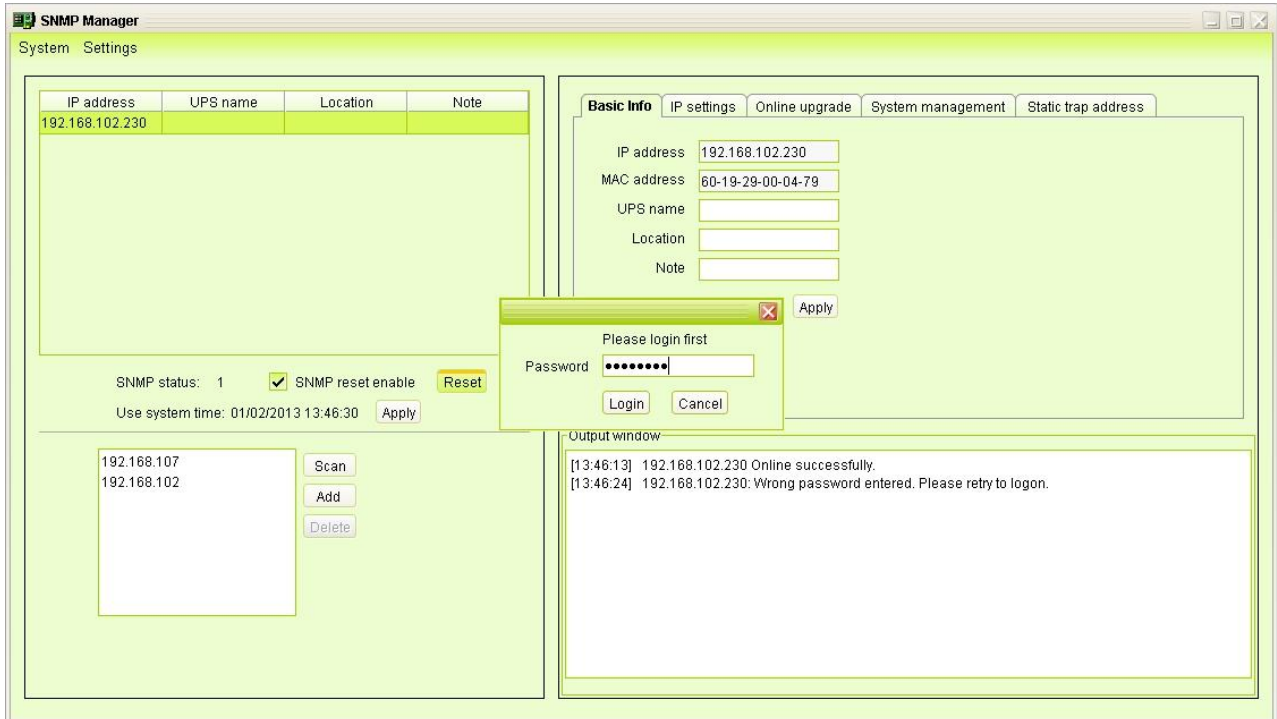 SNMP Manager
System Settings
IP address UPS name Location Note
192.168.102.230
SNMP status: 1 SNMP reset enable Reset
Use system time: 01/02/2013 13:46:30 Apply
192.168.107
192.168.102
Scan
Add
Delete
Basic Info IP settings Online upgrade System management Static trap address
IP address 192.168.102.230
MAC address 60-19-29-00-04-79
UPS name
Location
Note
Apply
Please login first
Password ••••••••
Login Cancel
Output window
[13:46:13] 192.168.102.230 Online successfully.
[13:46:24] 192.168.102.230: Wrong password entered. Please retry to logon.